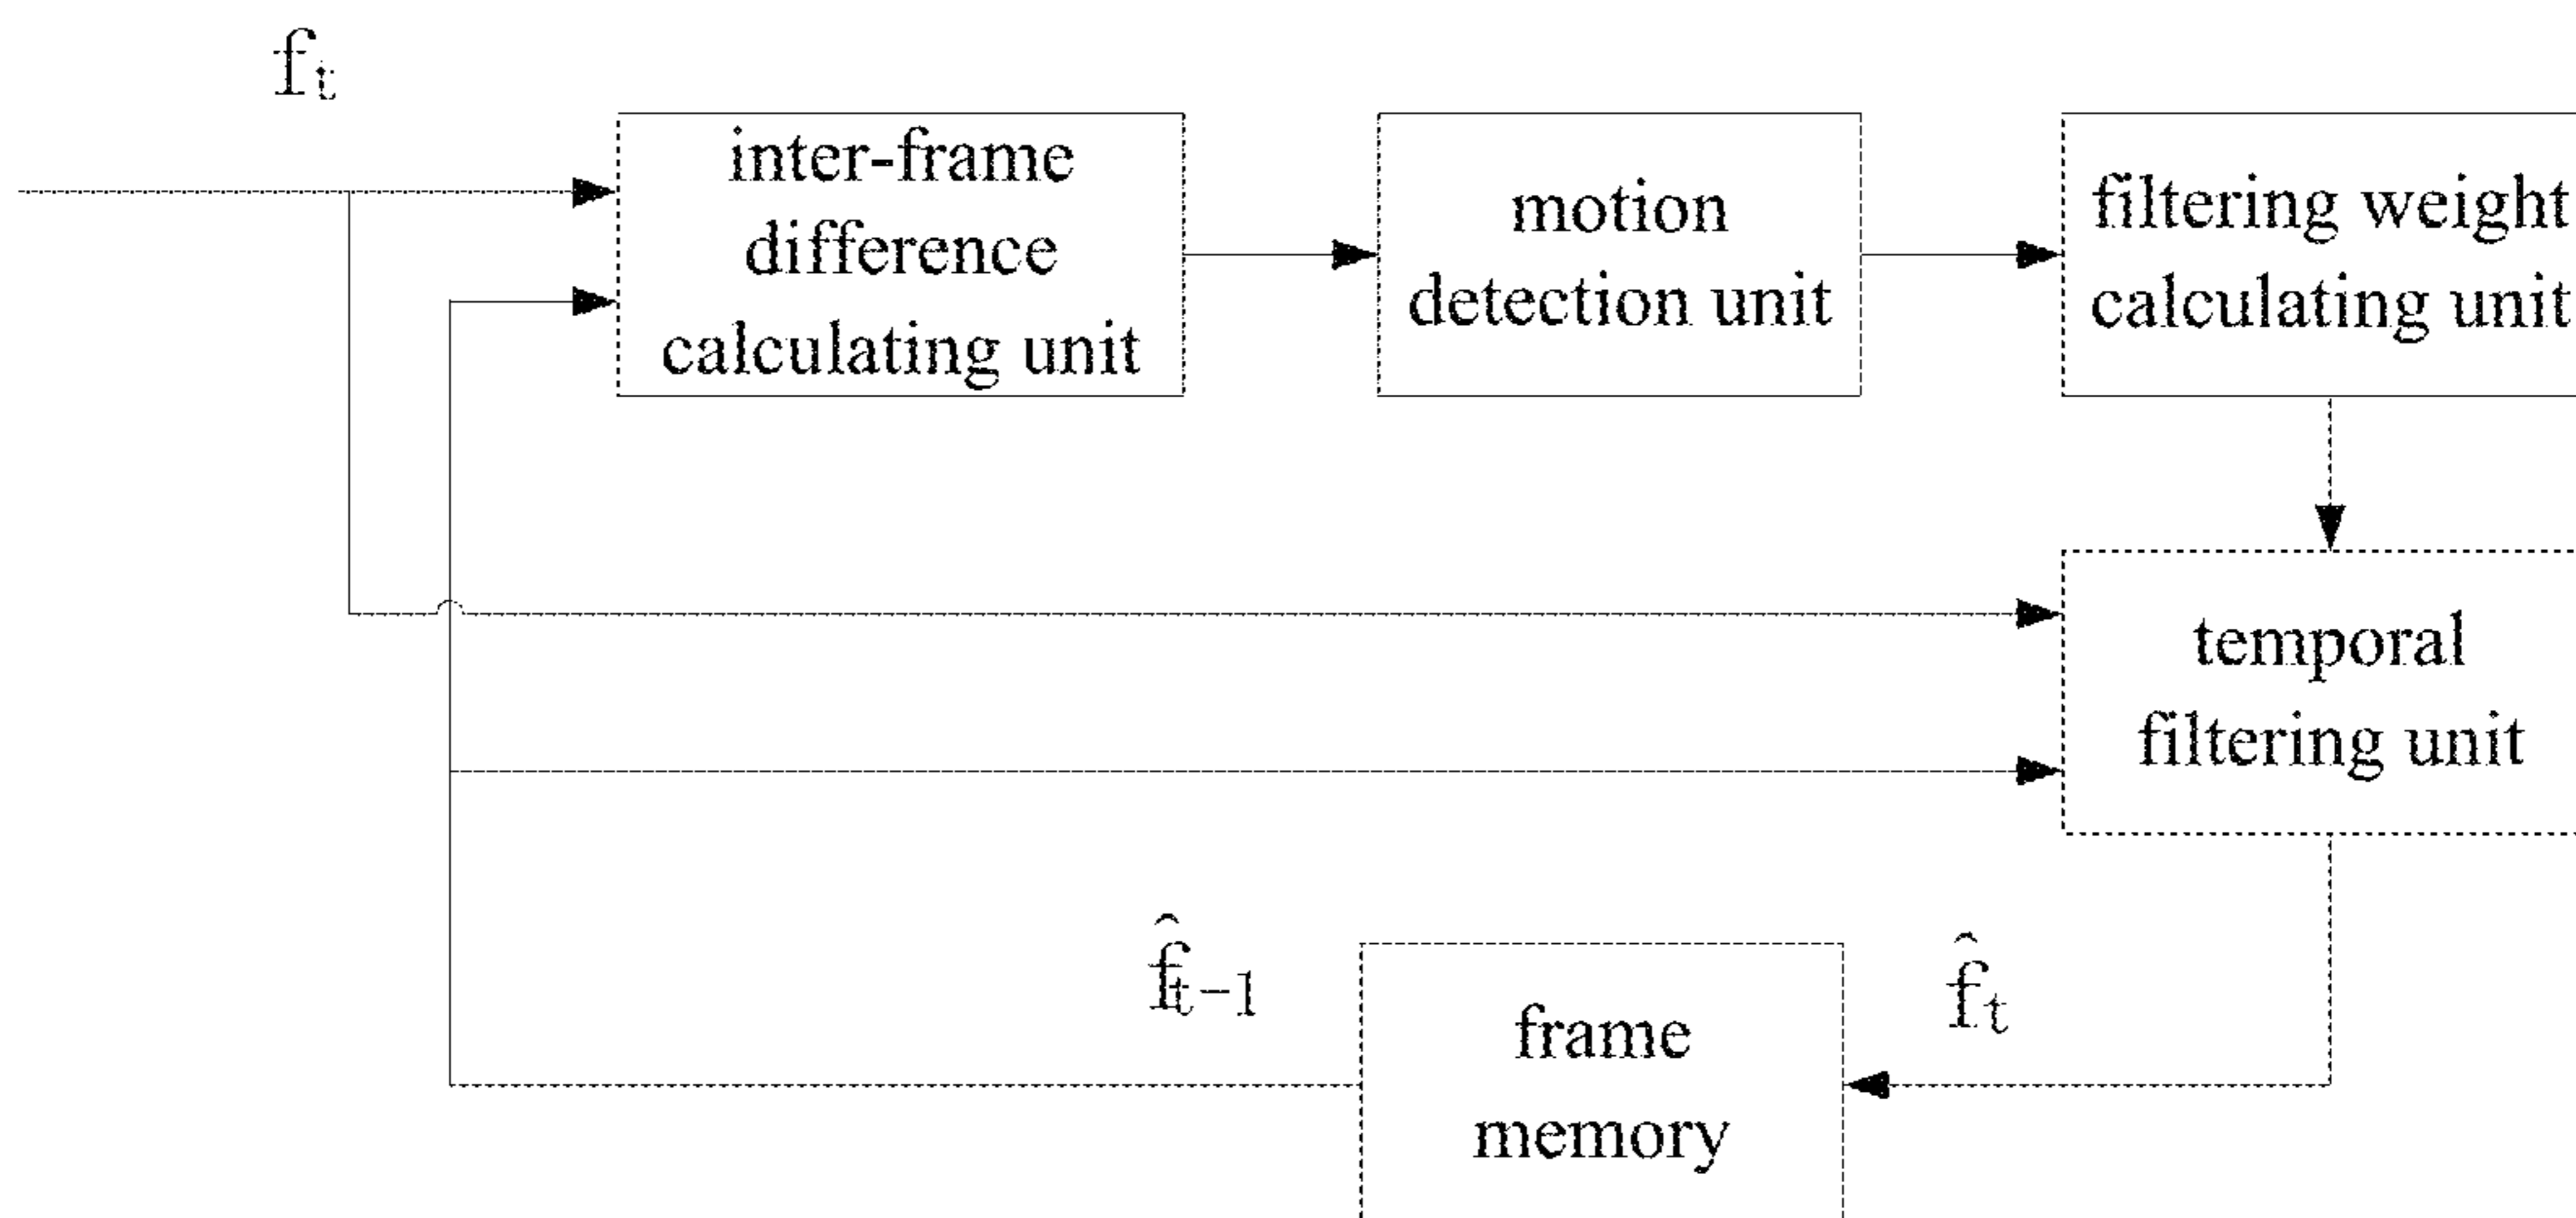 f_t
inter-frame
difference
calculating unit
motion
detection unit
filtering weight
calculating unit
temporal
filtering unit
f̂_{t-1}
frame
memory
f̂_t